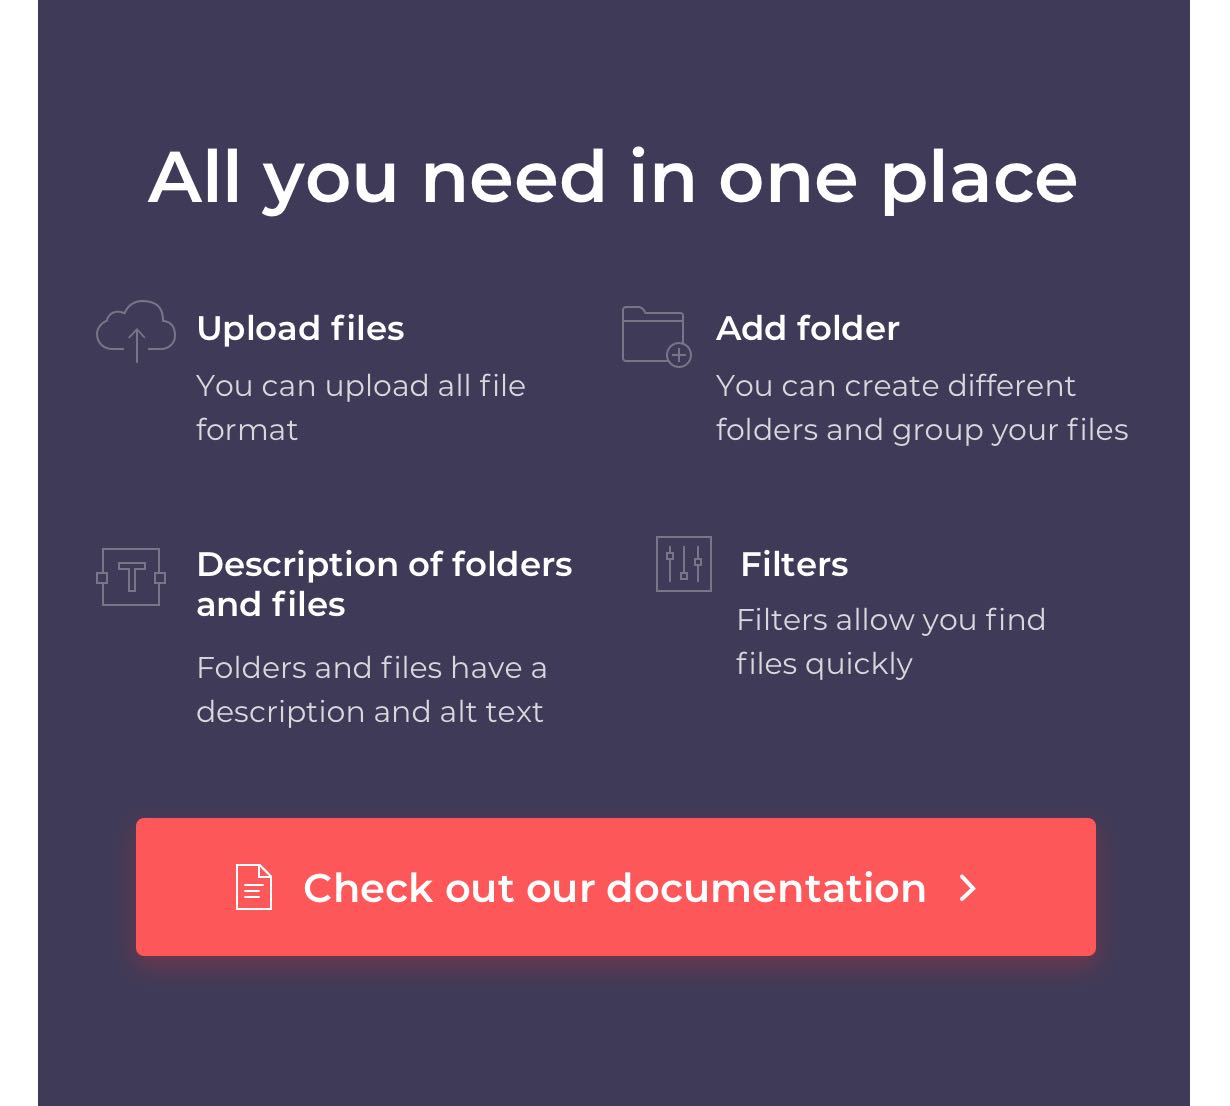 All you need in one place
Upload files
You can upload all file
format
Add folder
You can create different
folders and group your files
Description of folders
and files
Folders and files have a
description and alt text
Filters
Filters allow you find
files quickly
Check out our documentation